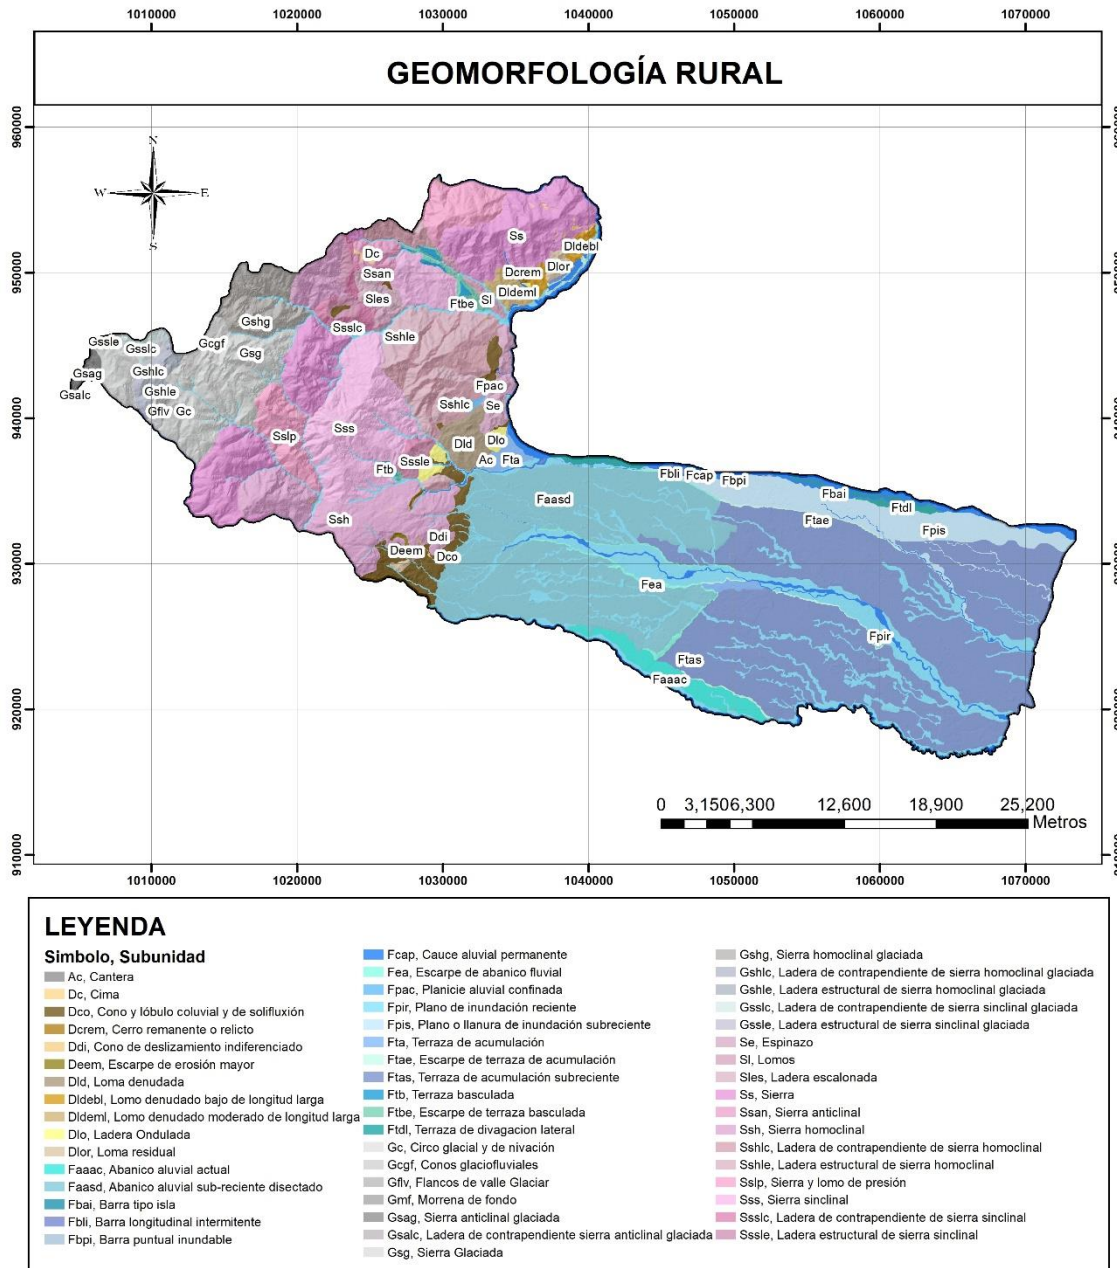 1010000 1020000 1030000 1040000 1050000 1060000 1070000
GEOMORFOLOGÍA RURAL
960000
N
W E
S
Ss
Dldebl
Dc
Dlor
950000
Ssan
Dcrem
Sles
Dldeml
Ftbe
Sl
Gshg
Ssslc
Sshle
Gssle
Gcgf
Gsslc
Gsg
Gshlc
Gsag
Gshle
Fpac
Gsalc
Gflv
Gc
Sshlc
Se
940000
Sss
Sslp
Dld
Dlo
Sssle
Ac
Fta
Ftb
Fbli
Fcap
Fbpi
Faasd
Fbai
Ftdl
Ssh
Ftae
Fpis
Ddi
Deem
Dco
930000
Fea
Fpir
Ftas
Faaac
920000
0 3,150 6,300 12,600 18,900 25,200
Metros
910000
1010000 1020000 1030000 1040000 1050000 1060000 1070000
LEYENDA
Simbolo, Subunidad
Ac, Cantera
Dc, Cima
Dco, Cono y lóbulo coluvial y de soliflución
Dcrem, Cerro remanente o relicto
Ddi, Cono de deslizamiento indiferenciado
Deem, Escarpe de erosión mayor
Dld, Loma denudada
Dldebl, Lomo denudado bajo de longitud larga
Dldeml, Lomo denudado moderado de longitud larga
Dlo, Ladera Ondulada
Dlor, Loma residual
Faaac, Abanico aluvial actual
Faasd, Abanico aluvial sub-reciente disectado
Fbai, Barra tipo isla
Fbli, Barra longitudinal intermitente
Fbpi, Barra puntual inundable
Fcap, Cauce aluvial permanente
Fea, Escarpe de abanico fluvial
Fpac, Planicie aluvial confinada
Fpir, Plano de inundación reciente
Fpis, Plano o llanura de inundación subreciente
Fta, Terraza de acumulación
Ftae, Escarpe de terraza de acumulación
Ftas, Terraza de acumulación subreciente
Ftb, Terraza basculada
Ftbe, Escarpe de terraza basculada
Ftdl, Terraza de divagacion lateral
Gc, Circo glacial y de nivación
Gcgf, Conos glaciofluviales
Gflv, Flancos de valle Glaciar
Gmf, Morrena de fondo
Gsag, Sierra anticlinal glaciada
Gsalc, Ladera de contrapendiente sierra anticlinal glaciada
Gsg, Sierra Glaciada
Gshg, Sierra homoclinal glaciada
Gshlc, Ladera de contrapendiente de sierra homoclinal glaciada
Gshle, Ladera estructural de sierra homoclinal glaciada
Gsslc, Ladera de contrapendiente de sierra sinclinal glaciada
Gssle, Ladera estructural de sierra sinclinal glaciada
Se, Espinazo
Sl, Lomos
Sles, Ladera escalonada
Ss, Sierra
Ssan, Sierra anticlinal
Ssh, Sierra homoclinal
Sshlc, Ladera de contrapendiente de sierra homoclinal
Sshle, Ladera estructural de sierra homoclinal
Sslp, Sierra y lomo de presión
Sss, Sierra sinclinal
Ssslc, Ladera de contrapendiente de sierra sinclinal
Sssle, Ladera estructural de sierra sinclinal